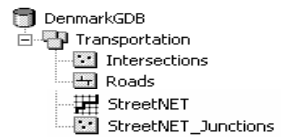 DenmarkGDB
Transportation
Intersections
Roads
StreetNET
StreetNET_Junctions